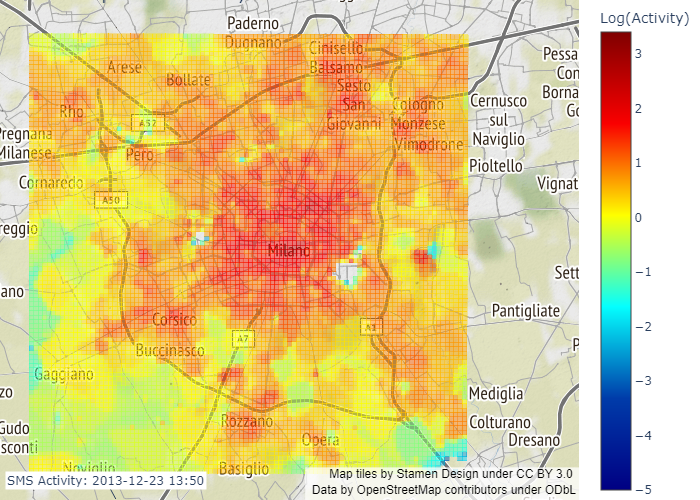 Paderno
Dugnano
Log(Activity)
Cinisello
Balsamo
Arese
Bollate
Sesto
San
Giovanni
Rho
Cologno
Monzese
Vimodrone
Pessa
Con
Borna
Go
Cernusco
sul
Naviglio
A52
Pregnana
Milanese
Pero
Pioltello
Cornaredo
Vignat
A50
reggio
Milano
Sett
ano
Pantigliate
Corsico
A7
Buccinasco
P
Gaggiano
zo
Mediglia
Rozzano
Colturano
Gudo
sconti
Opera
Dresano
Noviglio
Basiglio
SMS Activity: 2013-12-23 13:50
Map tiles by Stamen Design under CC BY 3.0
Data by OpenStreetMap contributors under ODbL
3
2
1
0
−1
−2
−3
−4
−5